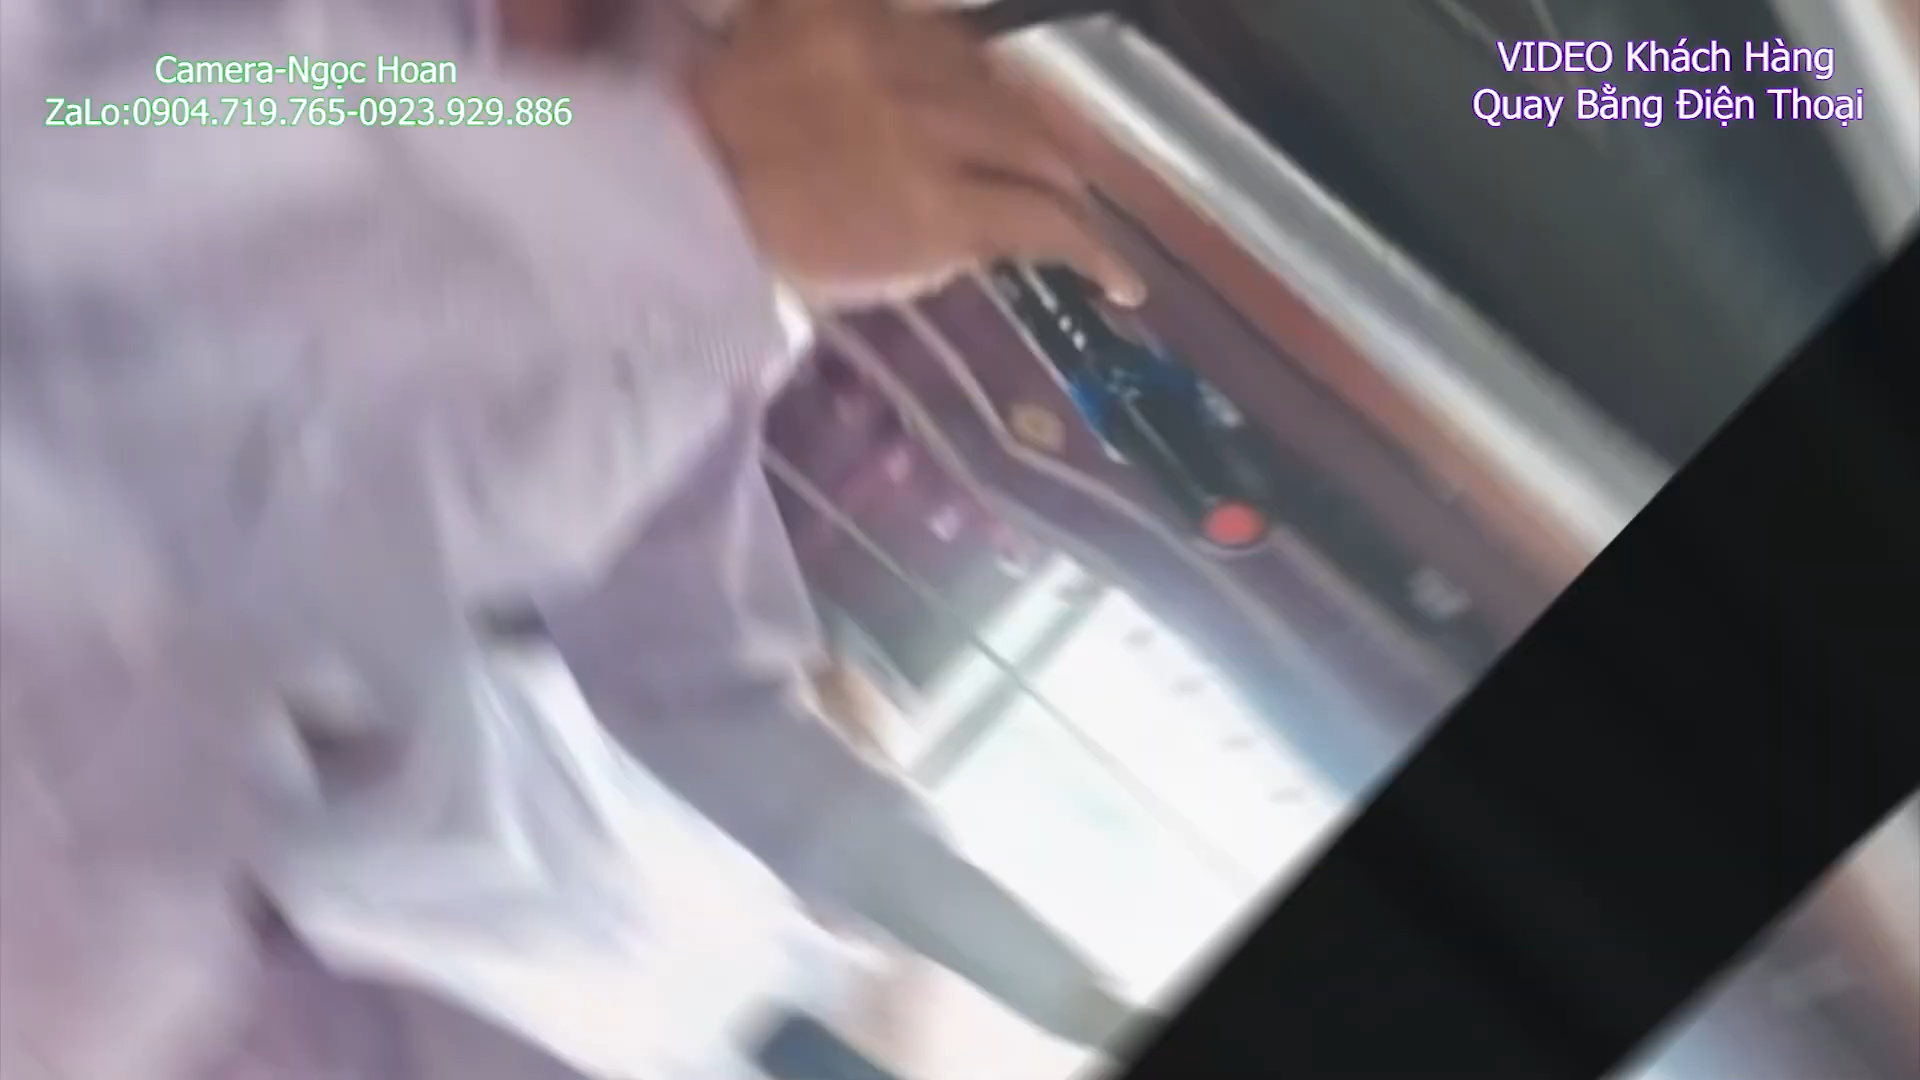 Camera-Ngọc Hoan
ZaLo:0904.719.765-0923.929.886
VIDEO Khách Hàng
Quay Bằng Điện Thoại